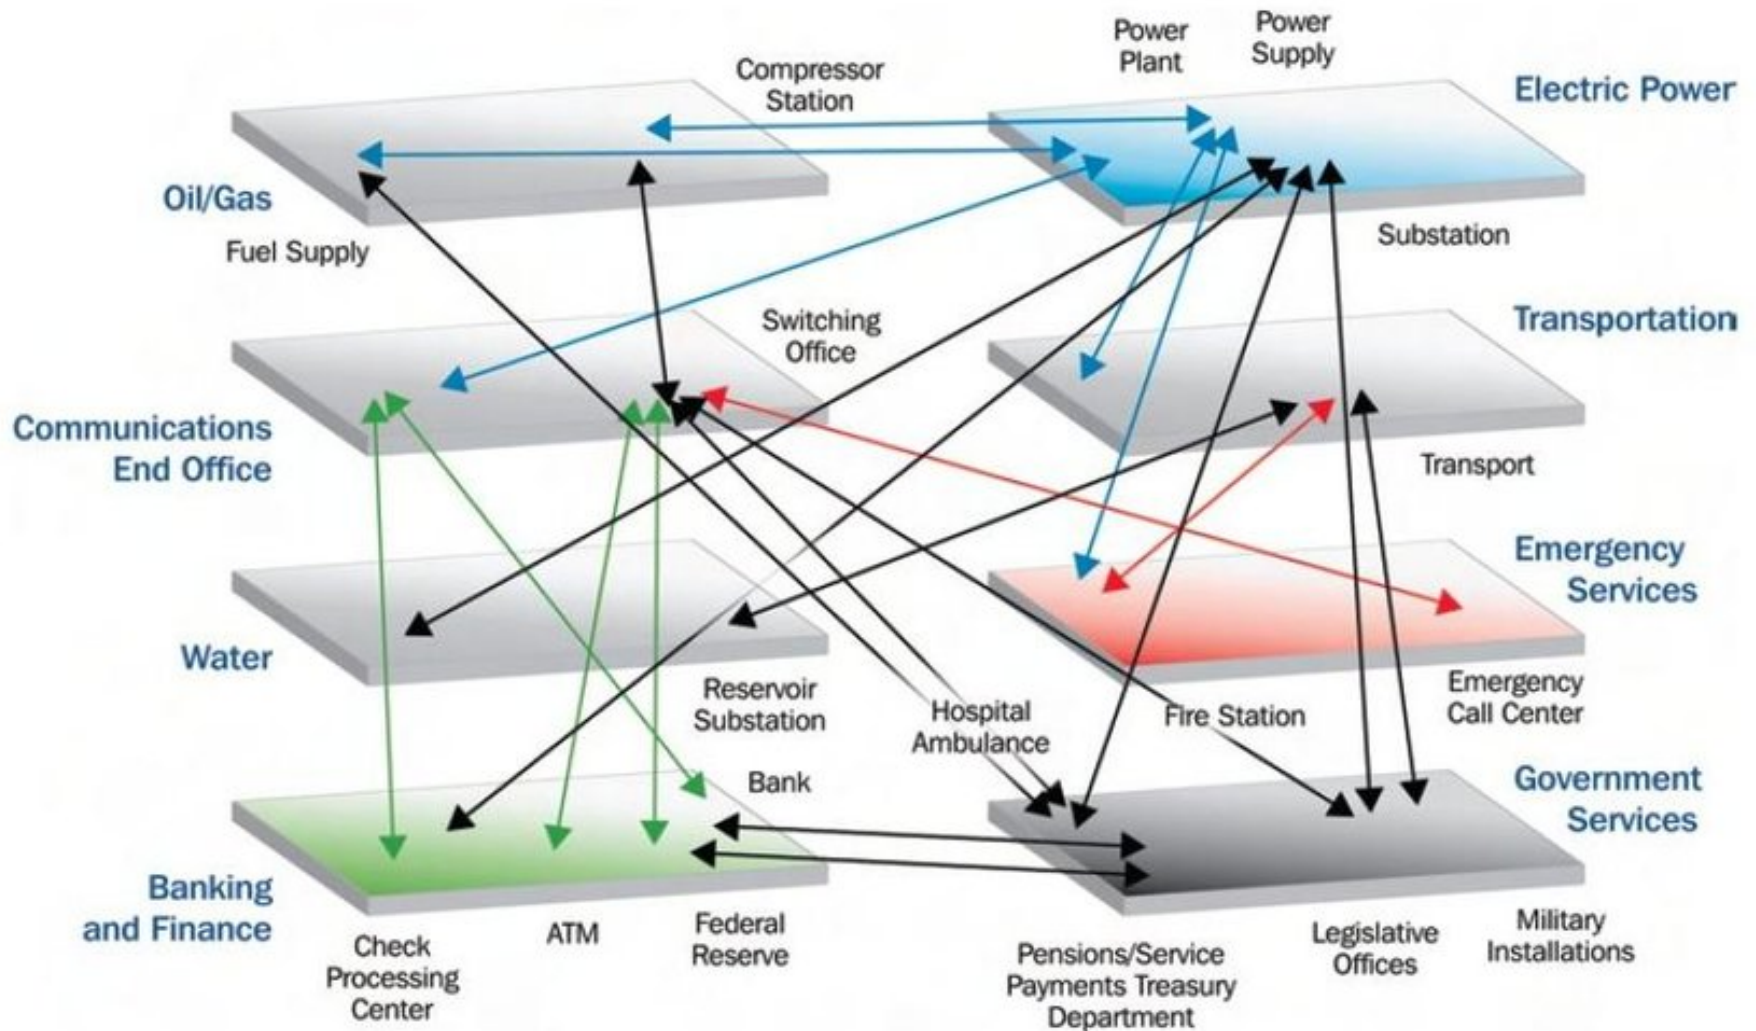 Power
Plant
Power
Supply
Compressor
Station
Electric Power
Oil/Gas
Fuel Supply
Substation
Switching
Office
Transportation
Communications
End Office
Transport
Emergency
Services
Water
Reservoir
Substation
Hospital
Ambulance
Fire Station
Emergency
Call Center
Bank
Government
Services
Banking
and Finance
Check
Processing
Center
ATM
Federal
Reserve
Pensions/Service
Payments Treasury
Department
Legislative
Offices
Military
Installations